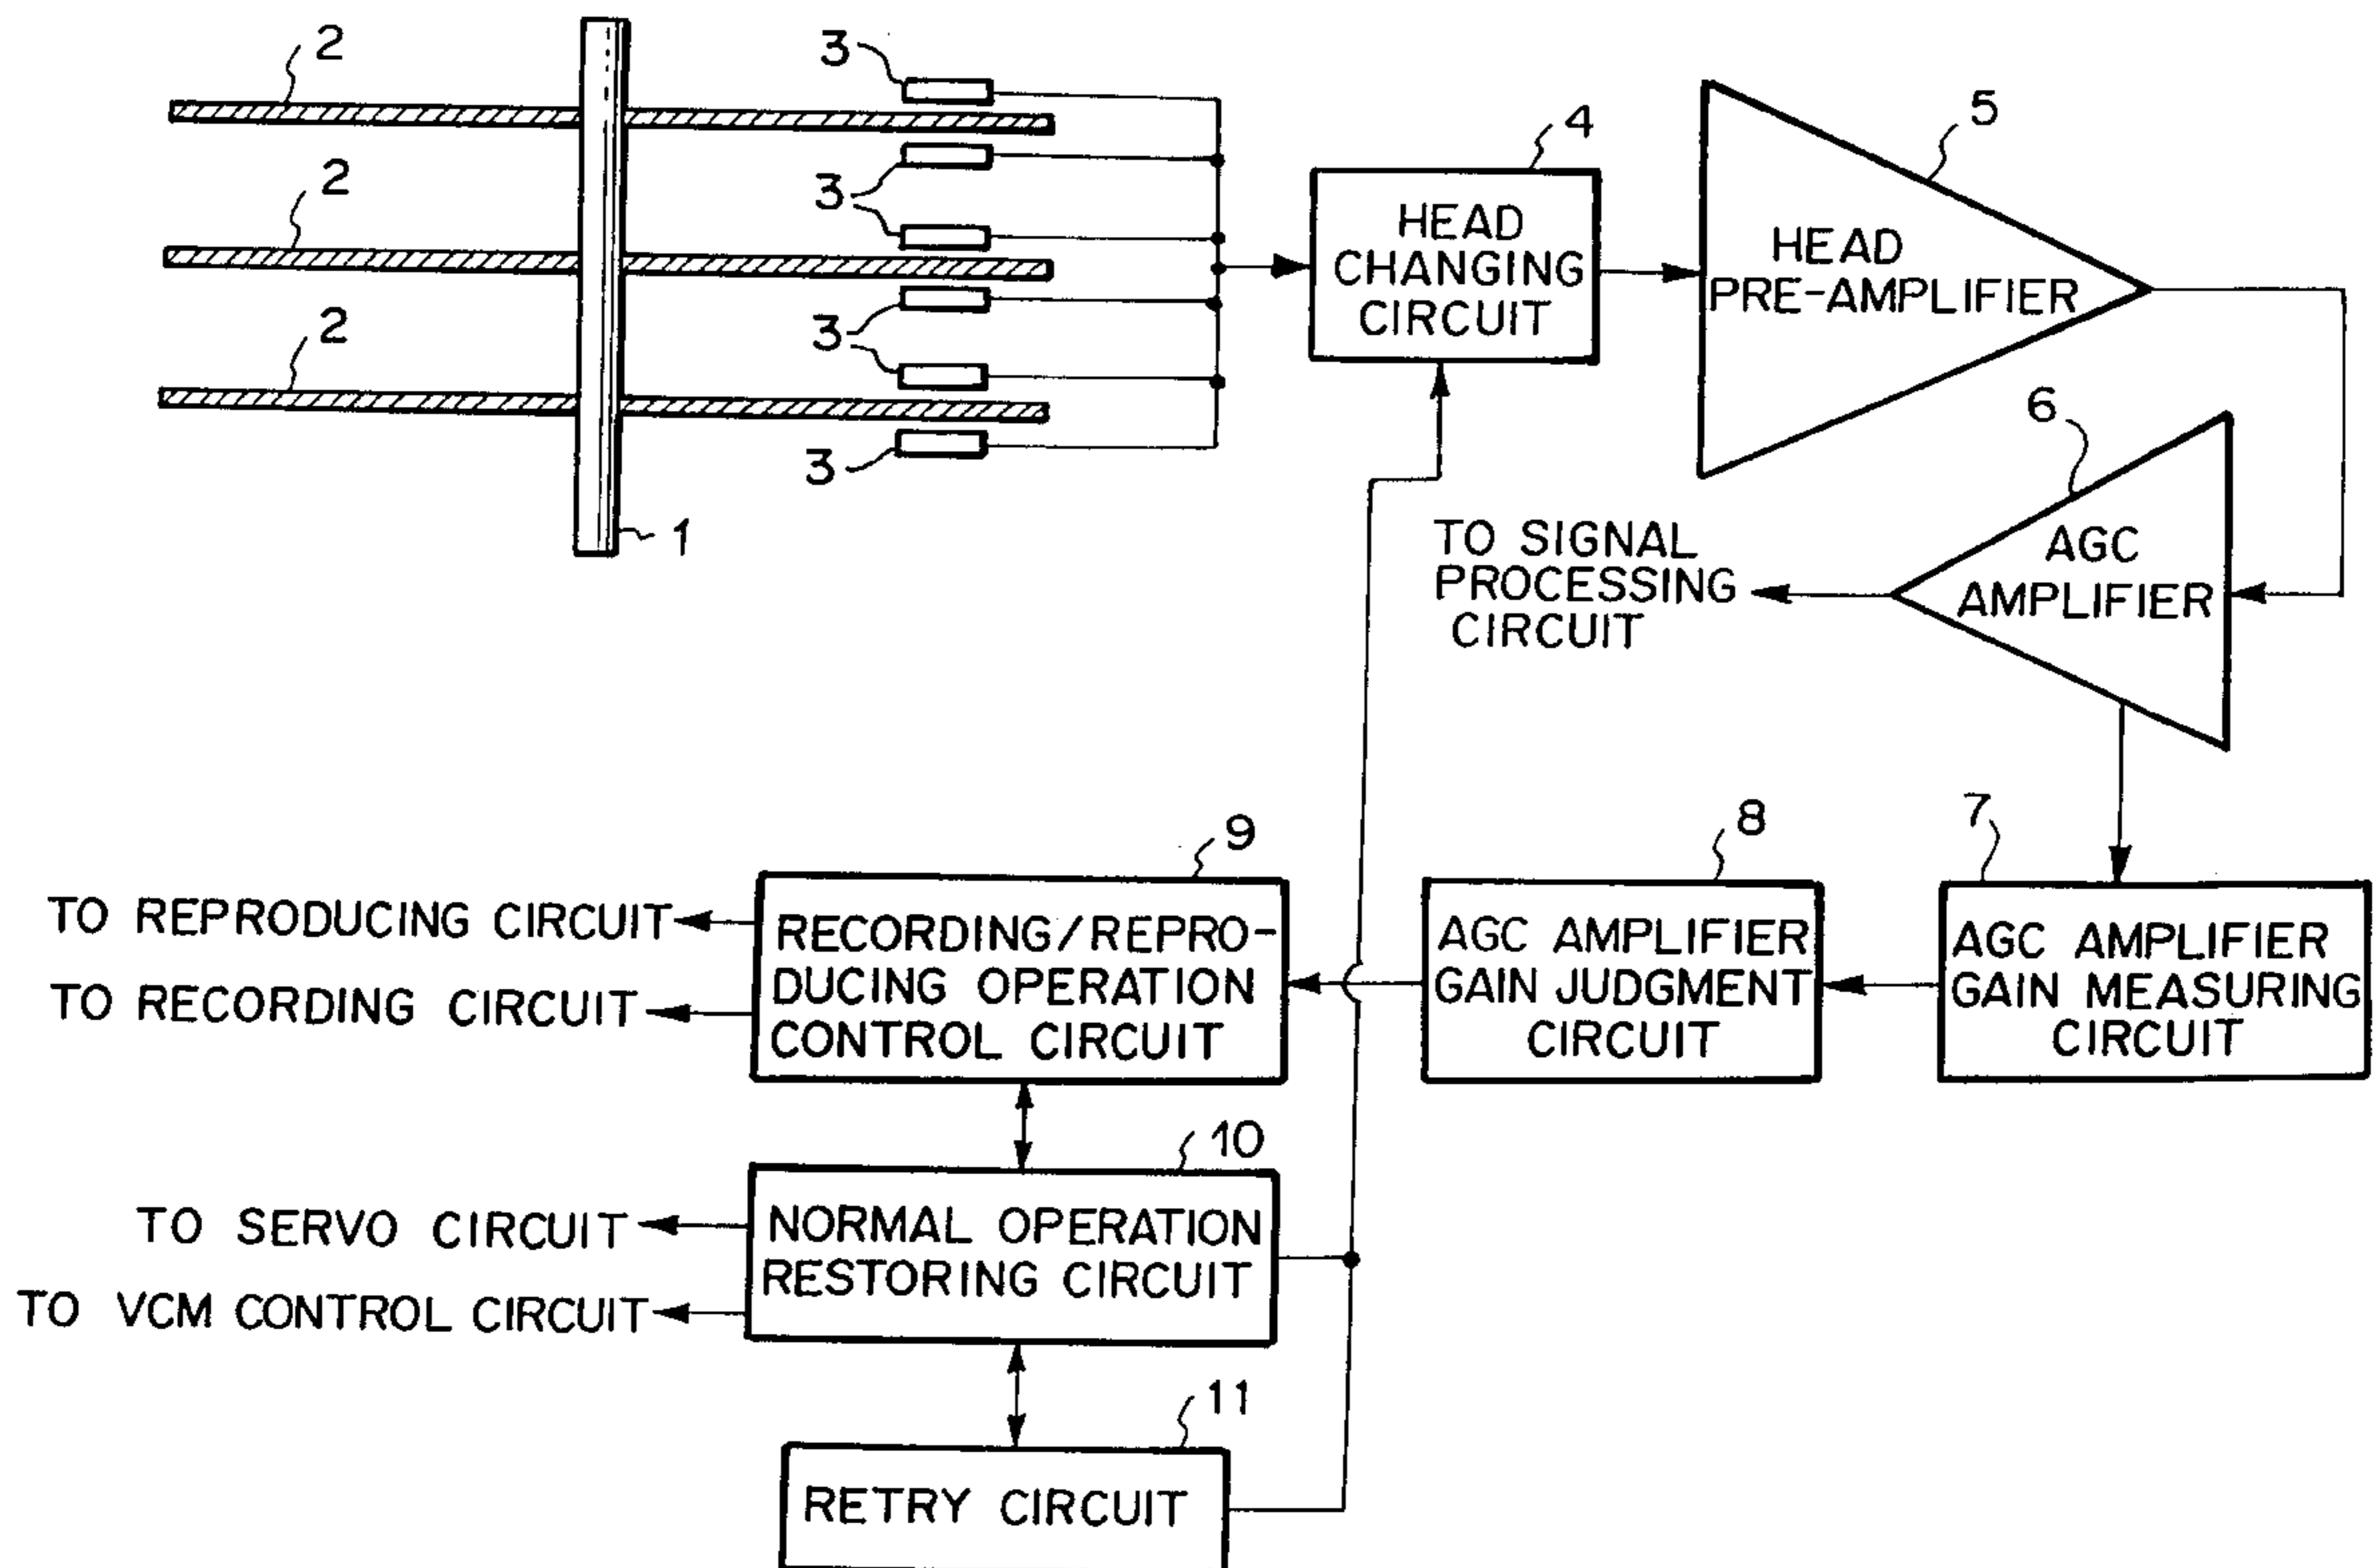 2
3
2
3
2
3
3
1
4
HEAD
CHANGING
CIRCUIT
5
HEAD
PRE-AMPLIFIER
6
AGC
AMPLIFIER
TO SIGNAL
PROCESSING
CIRCUIT
7
AGC AMPLIFIER
GAIN MEASURING
CIRCUIT
8
AGC AMPLIFIER
GAIN JUDGMENT
CIRCUIT
9
RECORDING/REPRO-
DUCING OPERATION
CONTROL CIRCUIT
TO REPRODUCING CIRCUIT
TO RECORDING CIRCUIT
10
NORMAL OPERATION
RESTORING CIRCUIT
TO SERVO CIRCUIT
TO VCM CONTROL CIRCUIT
11
RETRY CIRCUIT